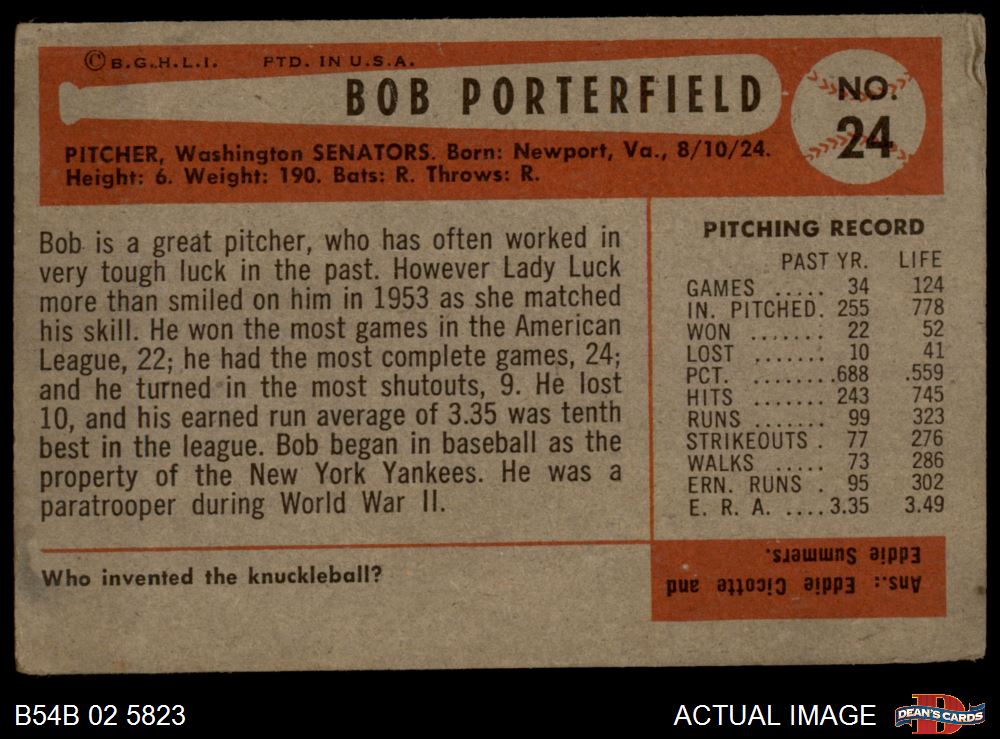 ©B.G.H.L.I. PTD. IN U.S.A.
BOB PORTERFIELD
NO.
24
PITCHER, Washington SENATORS. Born: Newport, Va., 8/10/24.
Height: 6. Weight: 190. Bats: R. Throws: R.
Bob is a great pitcher, who has often worked in
very tough luck in the past. However Lady Luck
more than smiled on him in 1953 as she matched
his skill. He won the most games in the American
League, 22; he had the most complete games, 24;
and he turned in the most shutouts, 9. He lost
10, and his earned run average of 3.35 was tenth
best in the league. Bob began in baseball as the
property of the New York Yankees. He was a
paratrooper during World War II.
PITCHING RECORD
PAST YR. LIFE
GAMES ..... 34 124
IN. PITCHED. 255 778
WON ....... 22 52
LOST ....... 10 41
PCT. ........ .688 .559
HITS ....... 243 745
RUNS ....... 99 323
STRIKEOUTS . 77 276
WALKS ..... 73 286
ERN. RUNS . 95 302
E. R. A. .... 3.35 3.49
Who invented the knuckleball?
Ans.: Eddie Cicotte and
Eddie Summers.
B54B 02 5823
ACTUAL IMAGE
D
DEAN'S CARDS